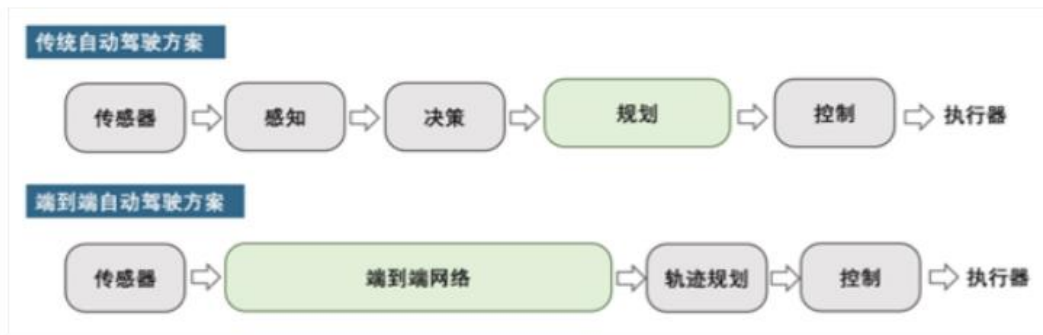 传统自动驾驶方案
传感器 感知 决策 规划 控制 执行器
端到端自动驾驶方案
传感器 端到端网络 轨迹规划 控制 执行器